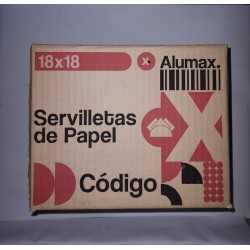 18x18
x
Alumax.
Servilletas
de Papel
Código